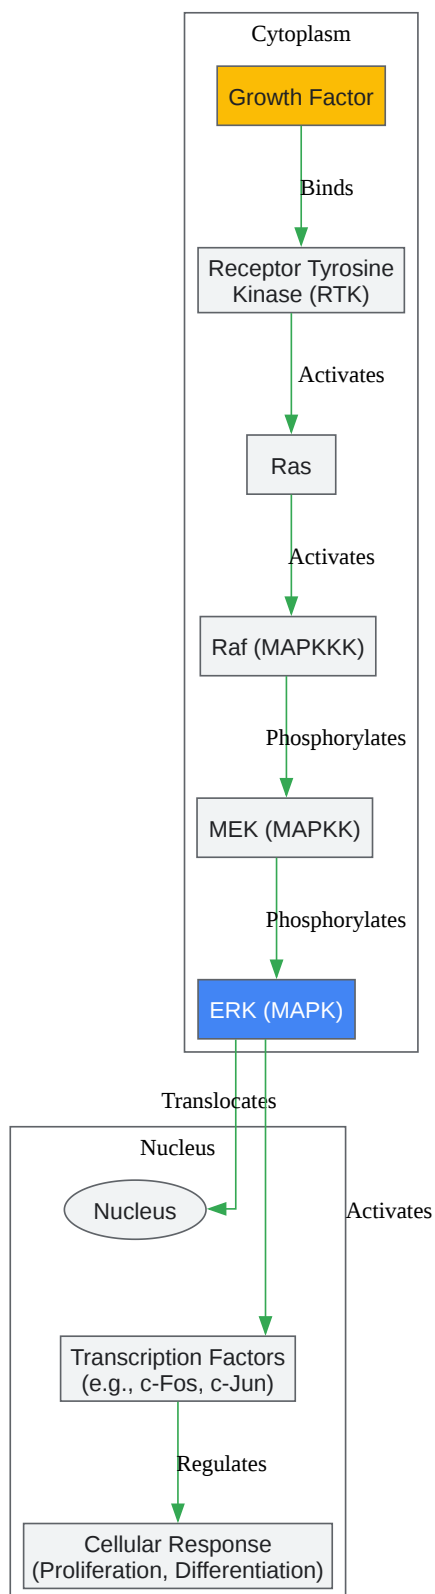 Cytoplasm
Growth Factor
Binds
Receptor Tyrosine
Kinase (RTK)
Activates
Ras
Activates
Raf (MAPKKK)
Phosphorylates
MEK (MAPKK)
Phosphorylates
ERK (MAPK)
Translocates
Nucleus
Nucleus
Activates
Transcription Factors
(e.g., c-Fos, c-Jun)
Regulates
Cellular Response
(Proliferation, Differentiation)